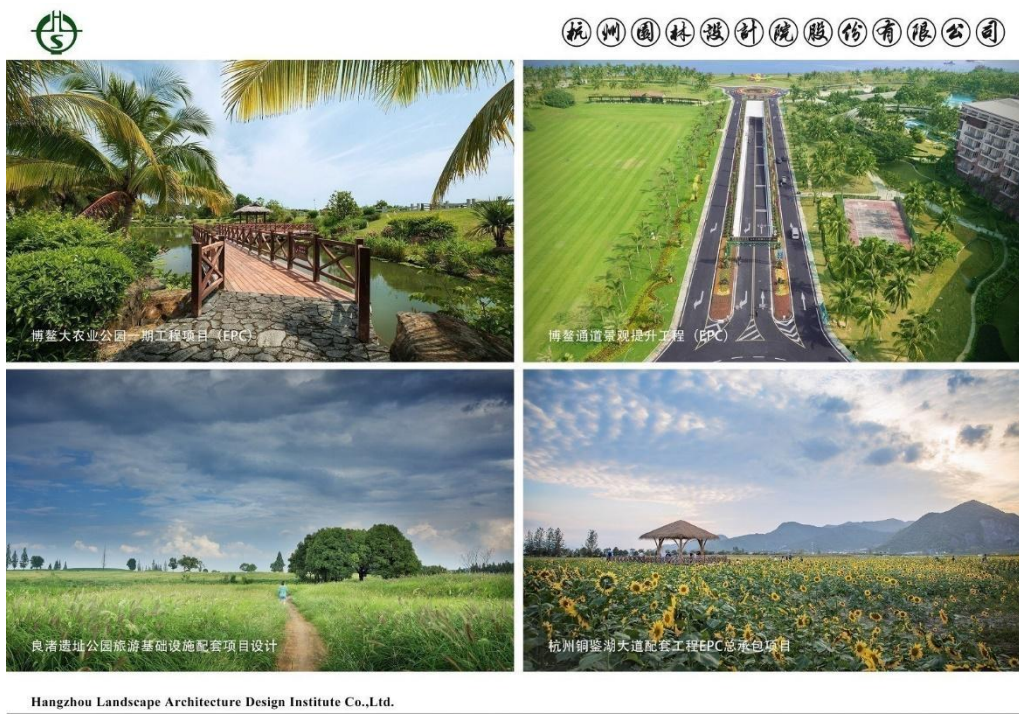 HS
杭州園林設計院股份有限公司
博鳌大农业公园一期工程项目（EPC）
博鳌通道景观提升工程（EPC）
良渚遗址公园旅游基础设施配套项目设计
杭州铜鉴湖大道配套工程EPC总承包项目
Hangzhou Landscape Architecture Design Institute Co.,Ltd.